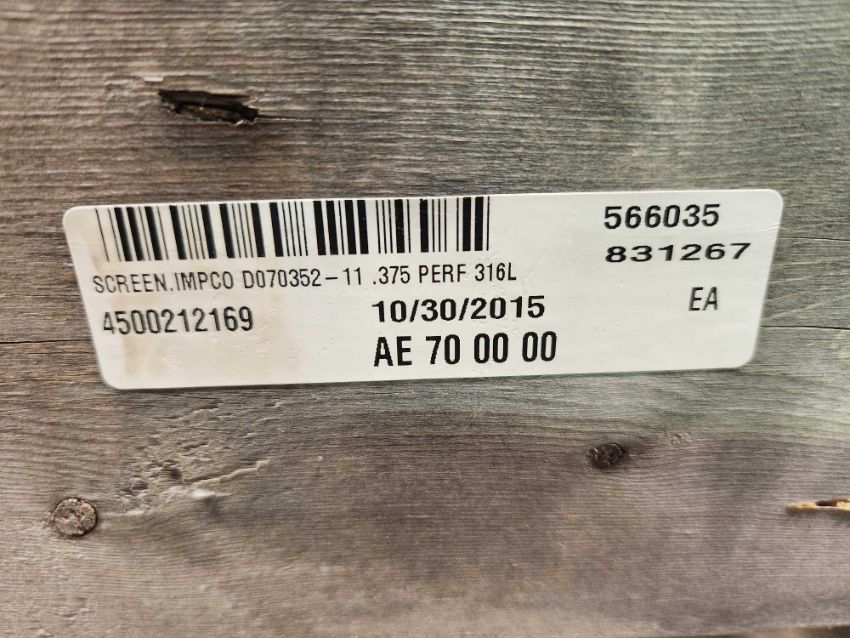 566035
831267
SCREEN.IMPCO D070352-11 .375 PERF 316L
4500212169 10/30/2015 EA
AE 70 00 00